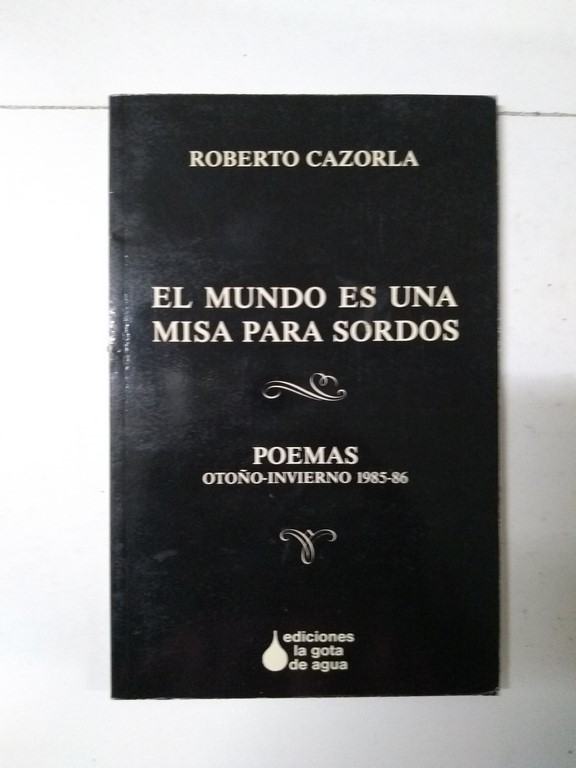 ROBERTO CAZORLA
EL MUNDO ES UNA
MISA PARA SORDOS
POEMAS
OTOÑO-INVIERNO 1985-86
ediciones
la gota
de agua